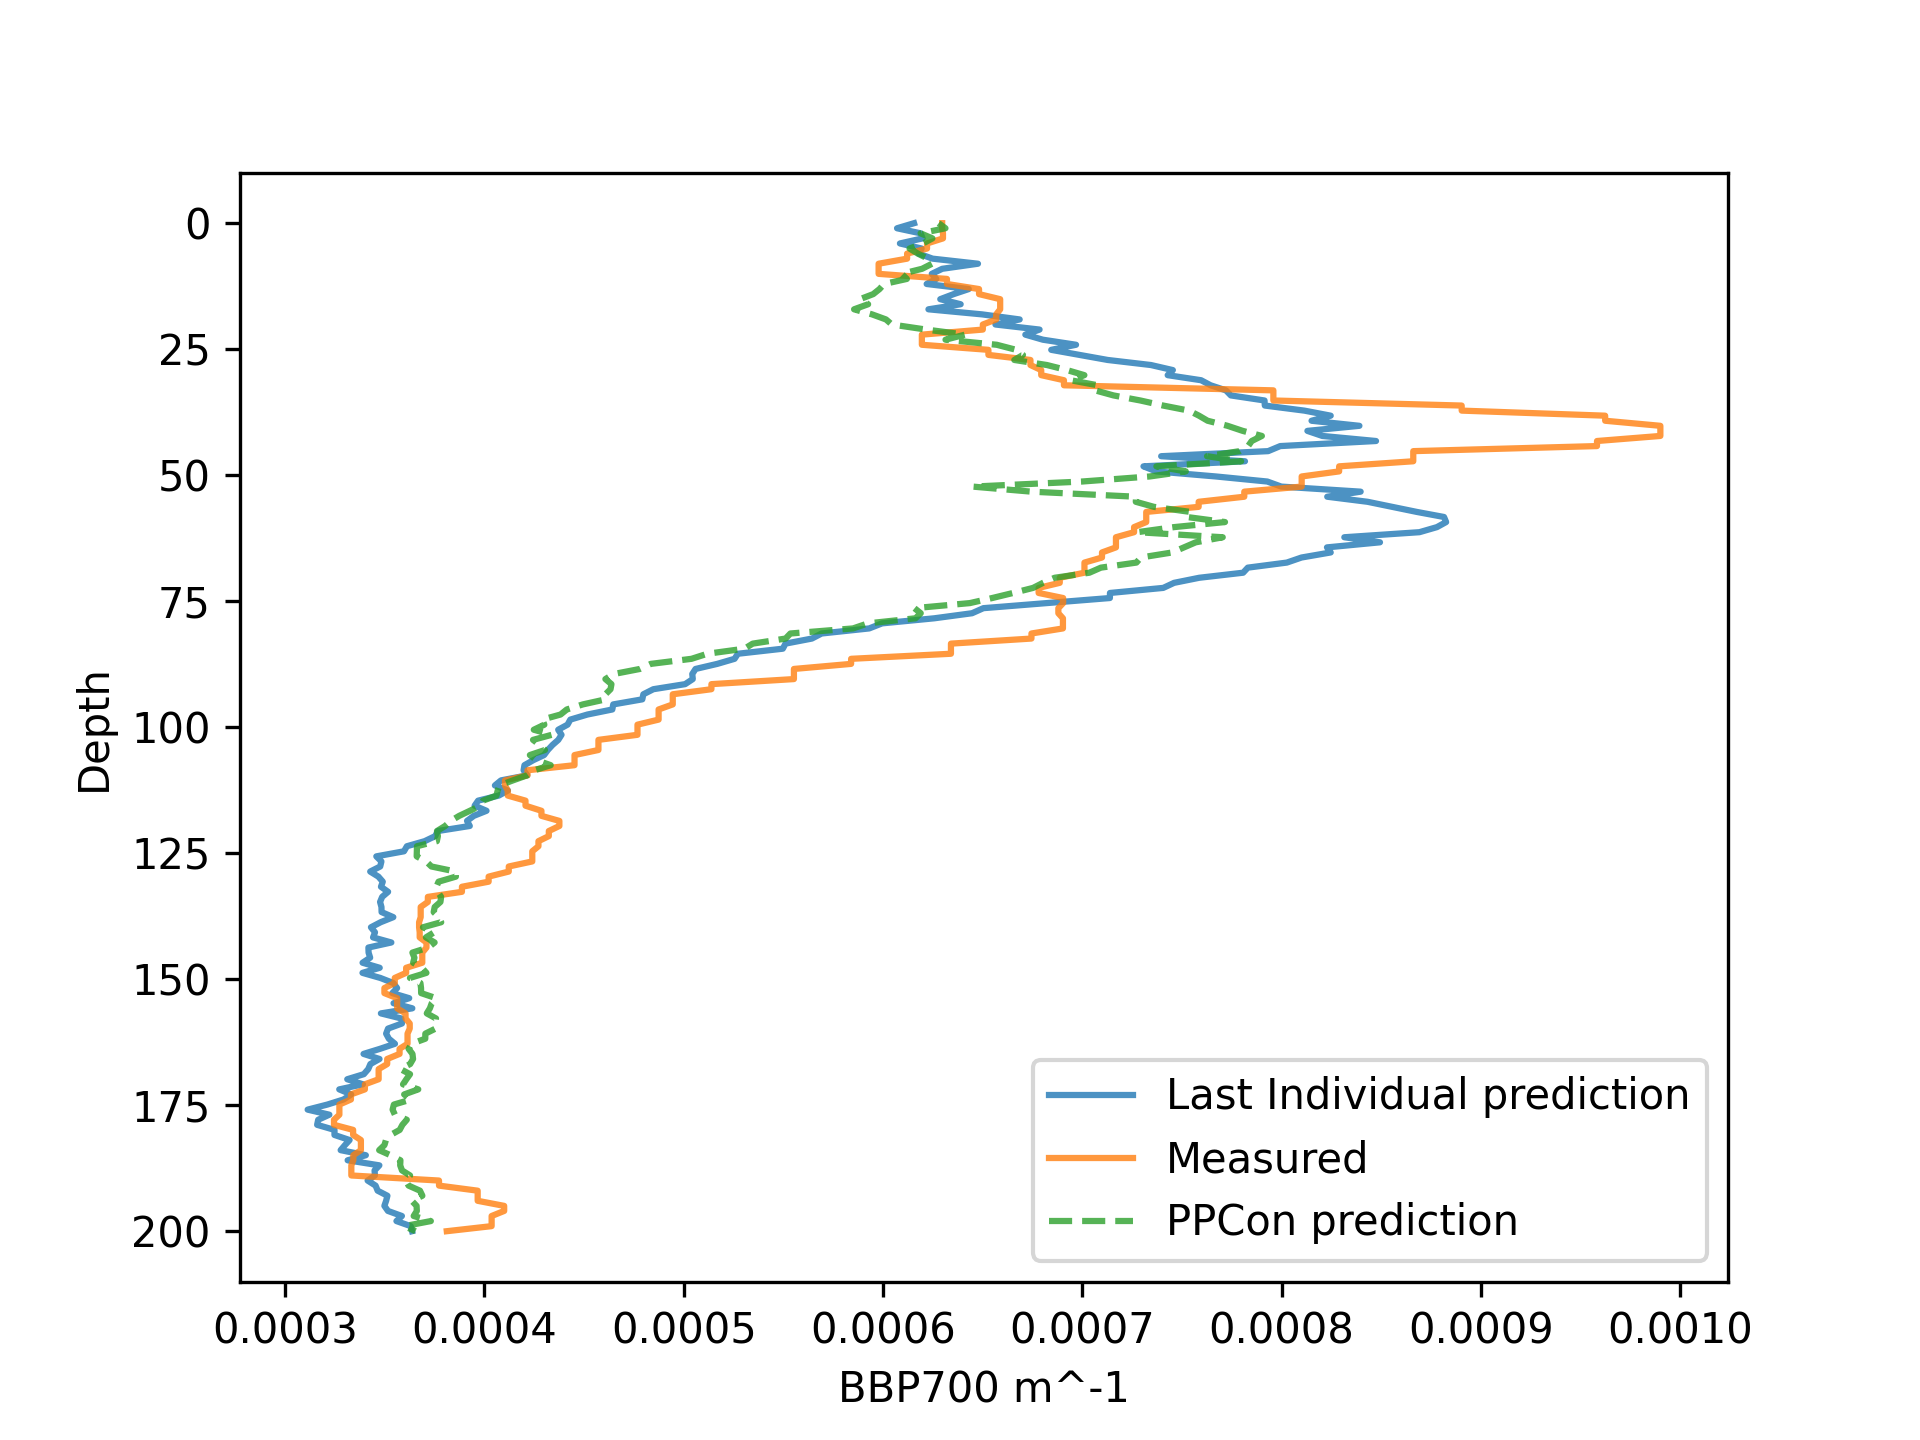 0
25
50
75
100
125
150
175
200
Depth
0.0003 0.0004 0.0005 0.0006 0.0007 0.0008 0.0009 0.0010
BBP700 m^-1
Last Individual prediction
Measured
PPCon prediction